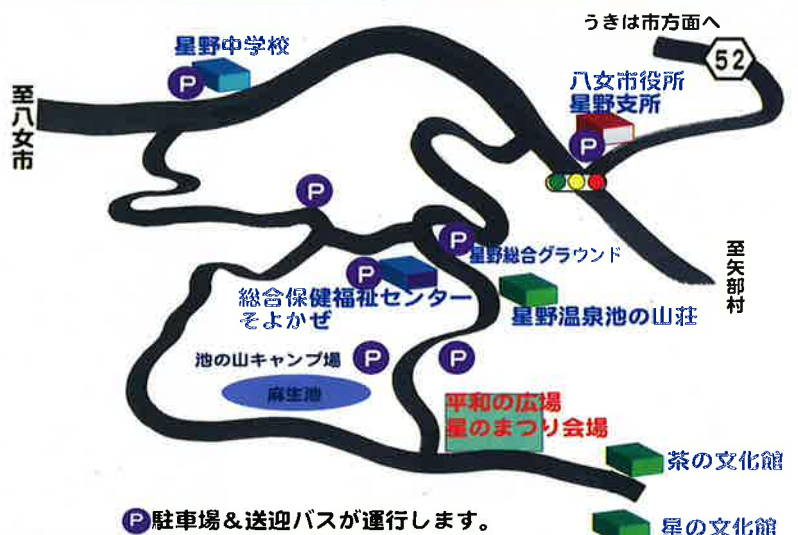 うきは市方面へ
52
星野中学校
P
八女市役所
星野支所
P
至八女市
P
P
星野総合グラウンド
至矢部村
P
総合保健福祉センター
そよかぜ
星野温泉池の山荘
池の山キャンプ場
P
P
麻生池
平和の広場
星のまつり会場
茶の文化館
P駐車場&送迎バスが運行します。
星の文化館